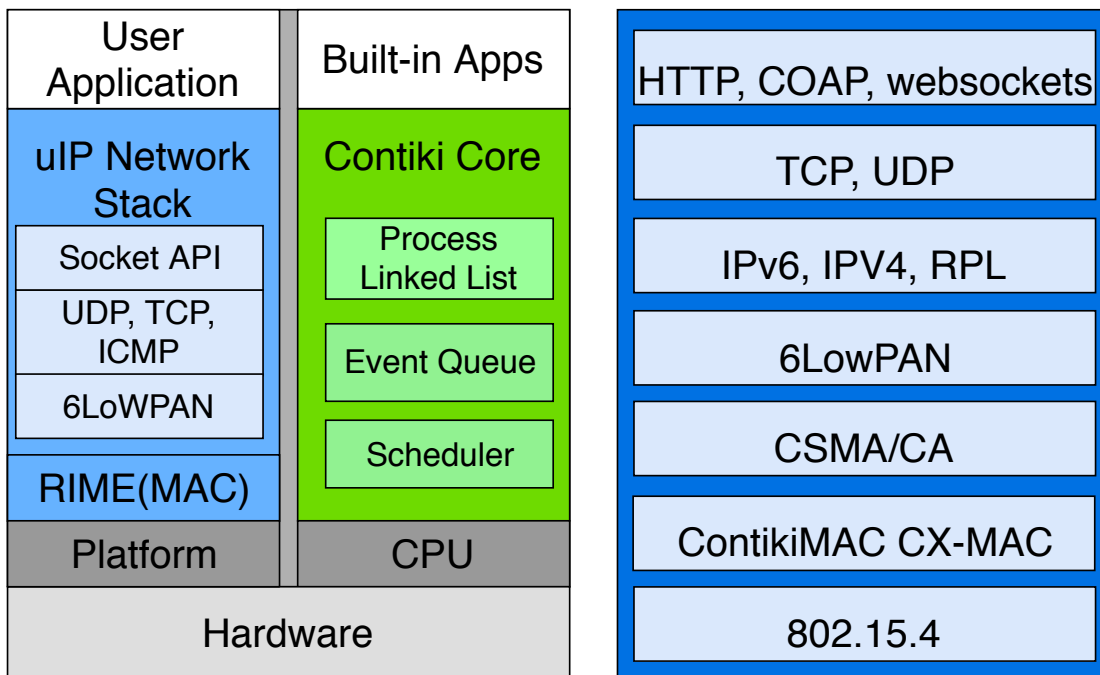 User
Application
Built-in Apps
uIP Network
Stack
Socket API
UDP, TCP,
ICMP
6LoWPAN
RIME(MAC)
Contiki Core
Process
Linked List
Event Queue
Scheduler
Platform
CPU
Hardware
HTTP, COAP, websockets
TCP, UDP
IPv6, IPV4, RPL
6LowPAN
CSMA/CA
ContikiMAC CX-MAC
802.15.4